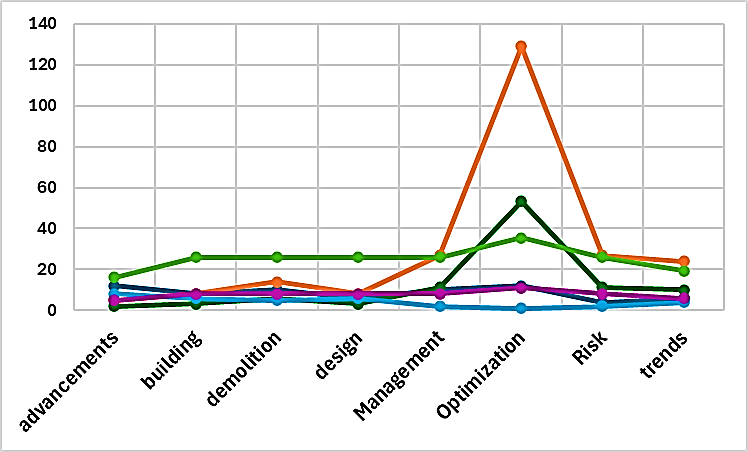 140
120
100
80
60
40
20
0
advancements
building
demolition
design
Management
Optimization
Risk
trends